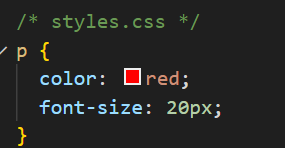 /* styles.css */
p {
color: red;
font-size: 20px;
}